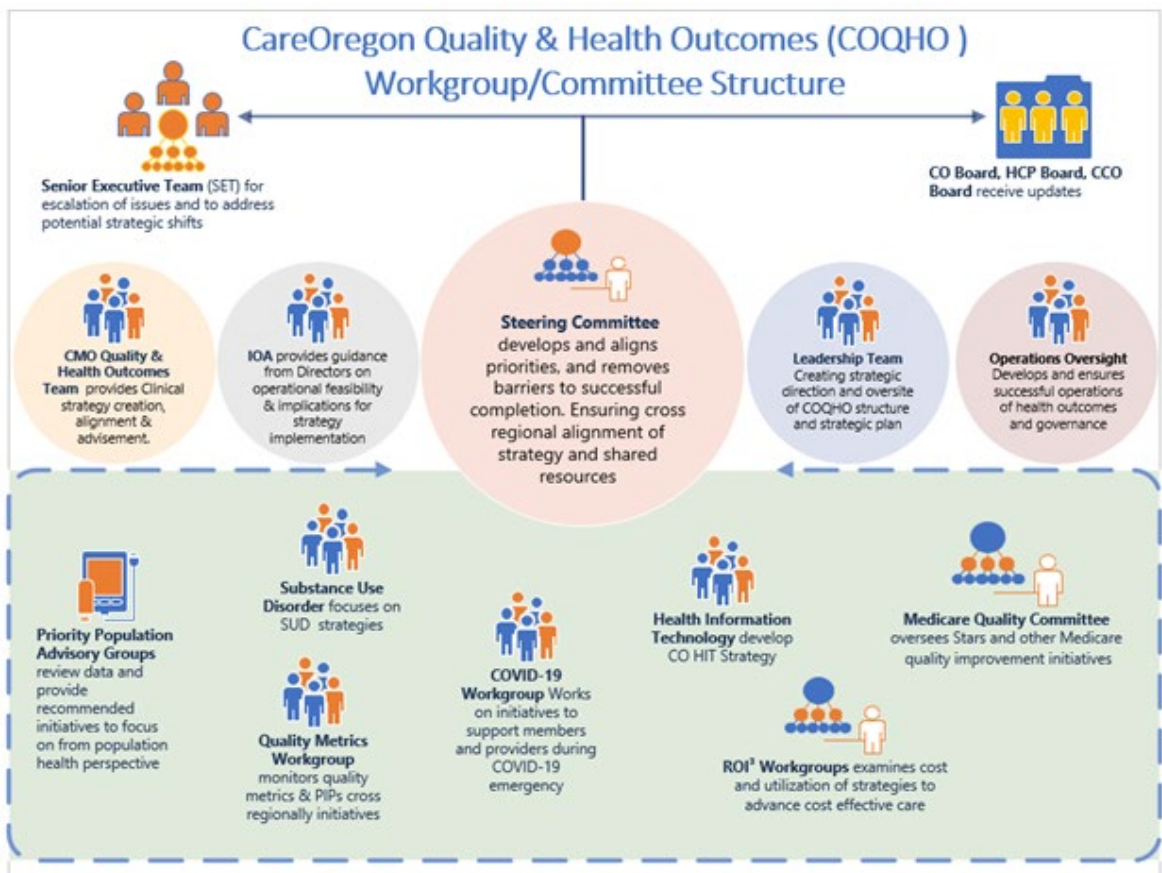 CareOregon Quality & Health Outcomes (COQHO )
Workgroup/Committee Structure
Senior Executive Team (SET) for
escalation of issues and to address
potential strategic shifts
CO Board, HCP Board, CCO
Board receive updates
CMO Quality &
Health Outcomes
Team provides Clinical
strategy creation,
alignment &
advisement.
IOA provides guidance
from Directors on
operational feasibility
& implications for
strategy
implementation
Steering Committee
develops and aligns
priorities, and removes
barriers to successful
completion. Ensuring cross
regional alignment of
strategy and shared
resources
Leadership Team
Creating strategic
direction and oversite
of COQHO structure
and strategic plan
Operations Oversight
Develops and ensures
successful operations
of health outcomes
and governance
Priority Population
Advisory Groups
review data and
provide
recommended
initiatives to focus
on from population
health perspective
Substance Use
Disorder focuses on
SUD strategies
Quality Metrics
Workgroup
monitors quality
metrics & PIPs cross
regionally initiatives
COVID-19
Workgroup Works
on initiatives to
support members
and providers during
COVID-19
emergency
Health Information
Technology develop
CO HIT Strategy
Medicare Quality Committee
oversees Stars and other Medicare
quality improvement initiatives
ROI³ Workgroups examines cost
and utilization of strategies to
advance cost effective care